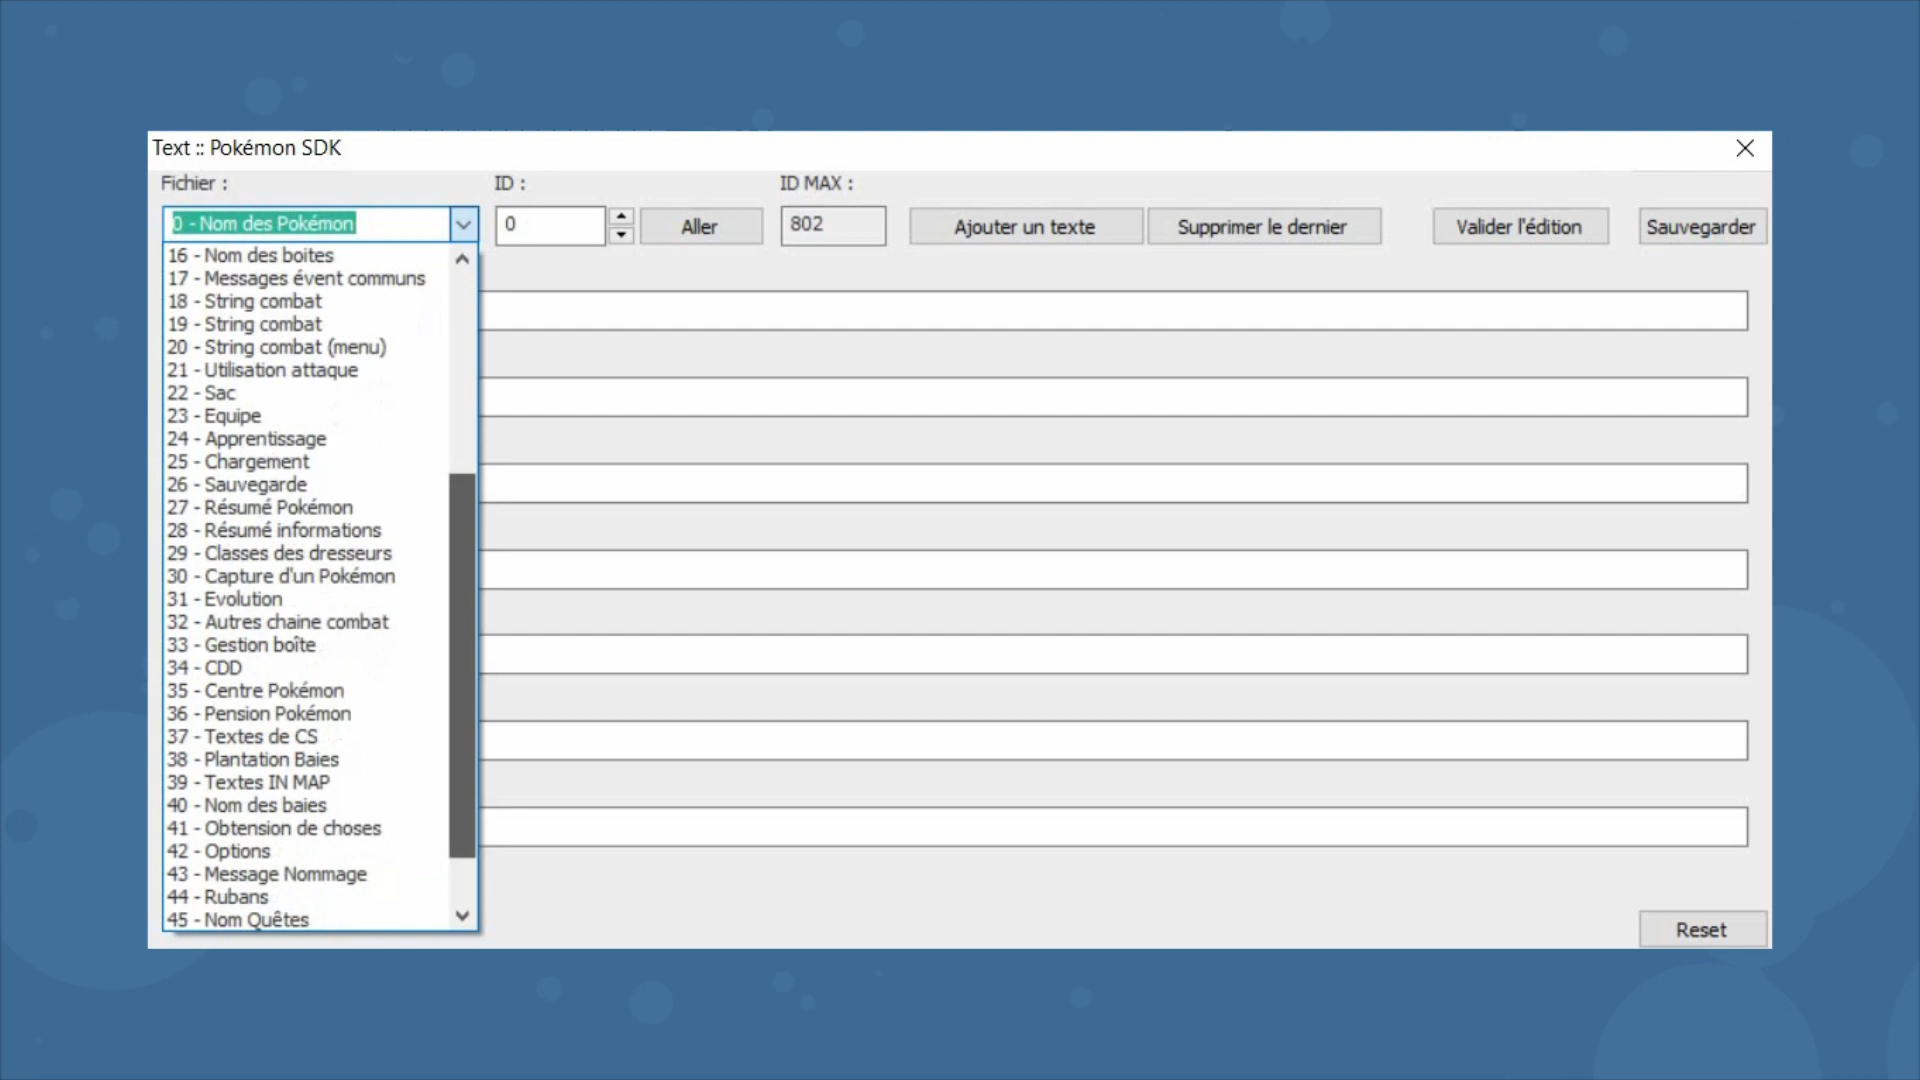 Text :: Pokémon SDK
Fichier :
ID :
ID MAX :
0 - Nom des Pokémon
0
Aller
802
Ajouter un texte
Supprimer le dernier
Valider l'édition
Sauvegarder
16 - Nom des boites
17 - Messages évent communs
18 - String combat
19 - String combat
20 - String combat (menu)
21 - Utilisation attaque
22 - Sac
23 - Equipe
24 - Apprentissage
25 - Chargement
26 - Sauvegarde
27 - Résumé Pokémon
28 - Résumé informations
29 - Classes des dresseurs
30 - Capture d'un Pokémon
31 - Evolution
32 - Autres chaine combat
33 - Gestion boîte
34 - CDD
35 - Centre Pokémon
36 - Pension Pokémon
37 - Textes de CS
38 - Plantation Baies
39 - Textes IN MAP
40 - Nom des baies
41 - Obtension de choses
42 - Options
43 - Message Nommage
44 - Rubans
45 - Nom Quêtes
Reset